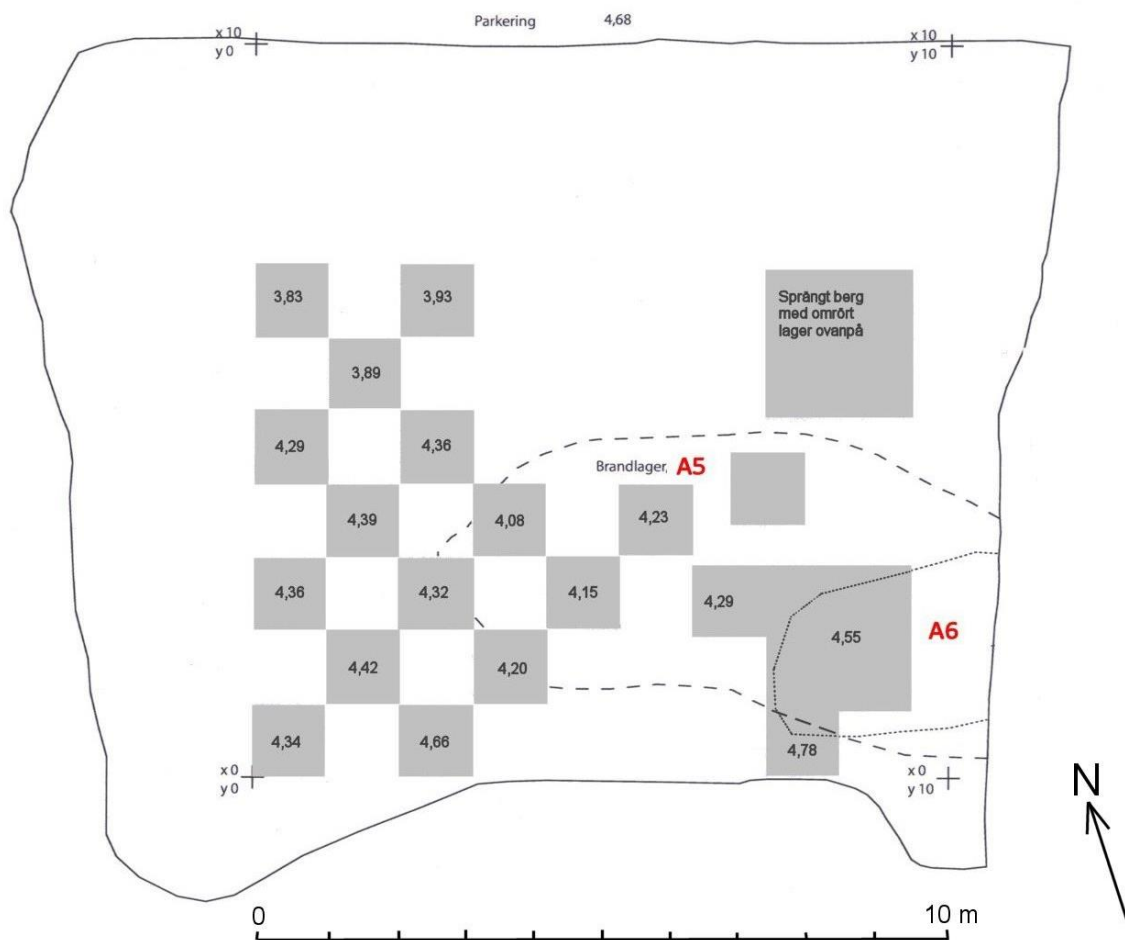 Parkering 4,68
x 10
y 0
x 10
y 10
3,83 3,93
Sprängt berg
med omrört
lager ovanpå
3,89
4,29 4,36
Brandlager, A5
4,39 4,08 4,23
4,36 4,32 4,15 4,29
4,55 A6
4,42 4,20
4,34 4,66 4,78
x 0
y 0
x 0
y 10
N
0 10 m